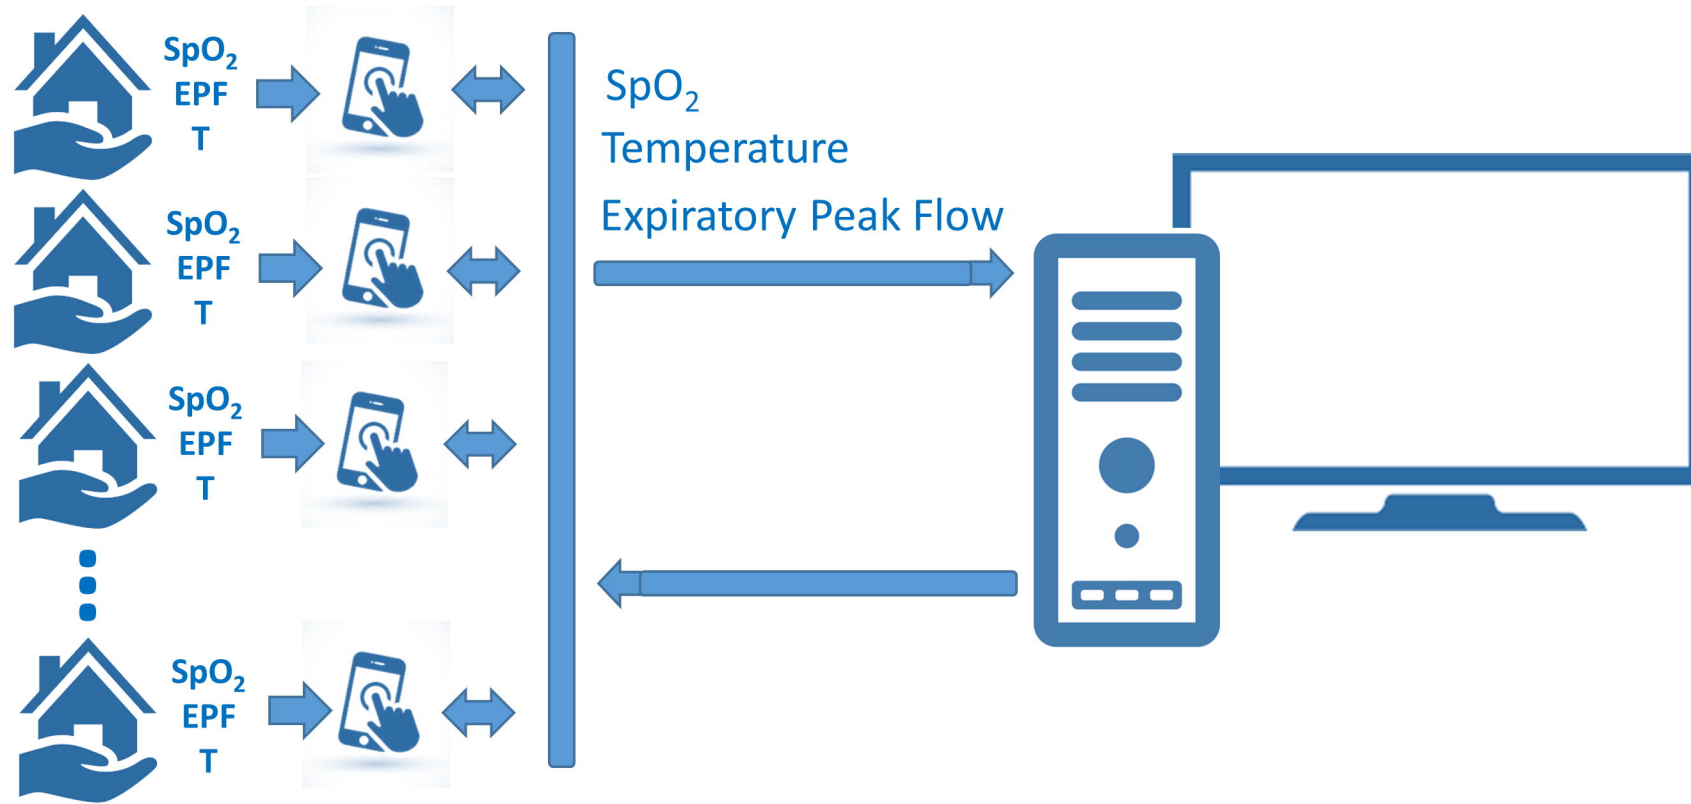 SpO₂
EPF
T
SpO₂
EPF
T
SpO₂
EPF
T
SpO₂
EPF
T
SpO₂
Temperature
Expiratory Peak Flow